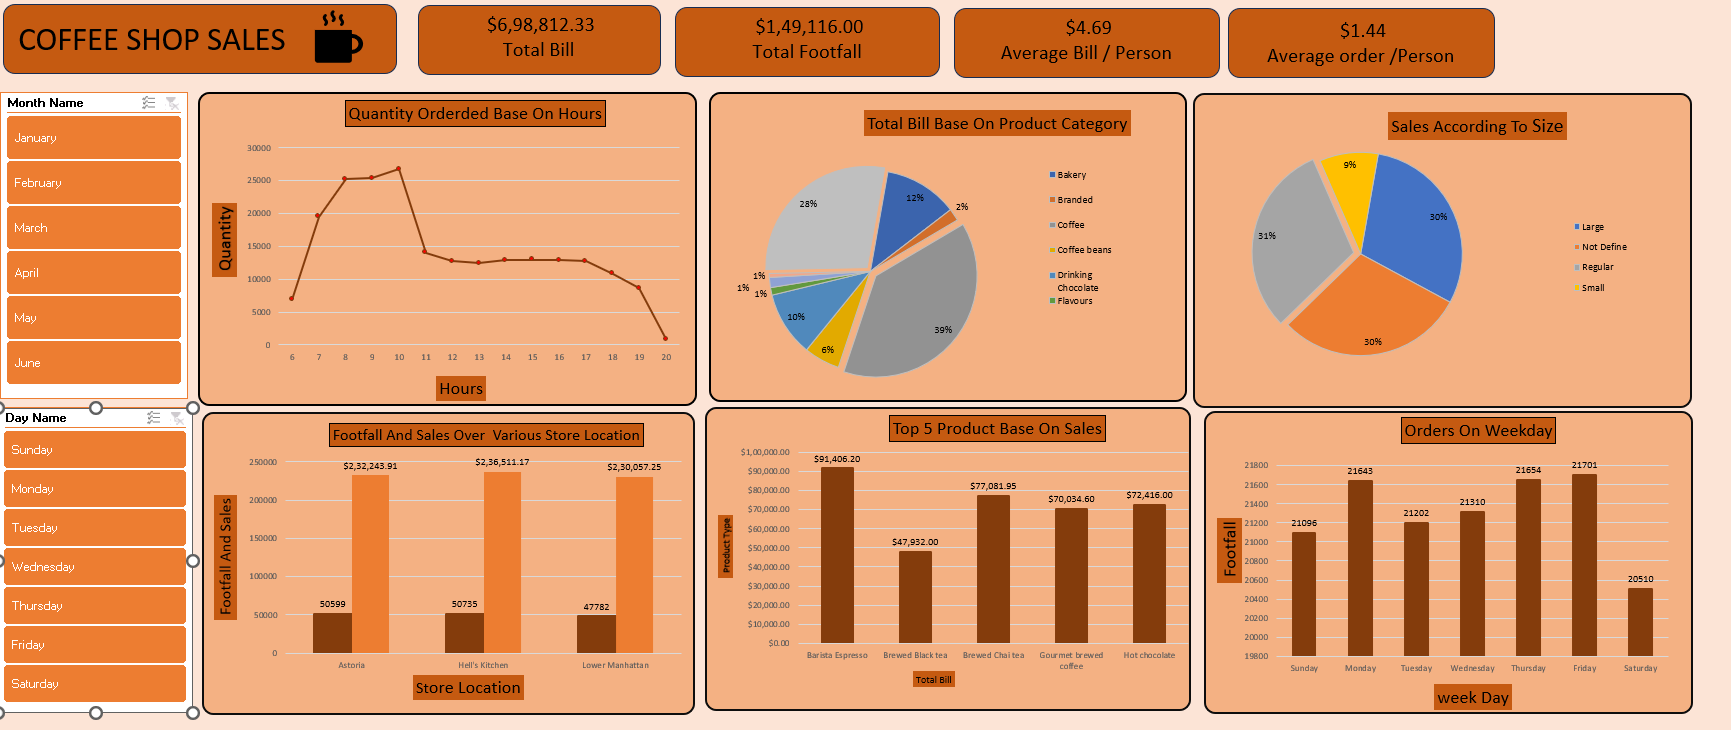 COFFEE SHOP SALES
$6,98,812.33
Total Bill
$1,49,116.00
Total Footfall
$4.69
Average Bill / Person
$1.44
Average order /Person
Month Name
January
February
March
April
May
June
Day Name
Sunday
Monday
Tuesday
Wednesday
Thursday
Friday
Saturday
Quantity Orderded Base On Hours
Quantity
30000
25000
20000
15000
10000
5000
0
6 7 8 9 10 11 12 13 14 15 16 17 18 19 20
Hours
Total Bill Base On Product Category
12%
2%
39%
6%
10%
1%
1%
1%
28%
Bakery
Branded
Coffee
Coffee beans
Drinking
Chocolate
Flavours
Sales According To Size
9%
30%
31%
30%
Large
Not Define
Regular
Small
Footfall And Sales Over Various Store Location
Footfall And Sales
250000
200000
150000
100000
50000
0
$2,32,243.91
$2,36,511.17
$2,30,057.25
50599
50735
47782
Astoria Hell's Kitchen Lower Manhattan
Store Location
Top 5 Product Base On Sales
Product Type
$1,00,000.00
$90,000.00
$80,000.00
$70,000.00
$60,000.00
$50,000.00
$40,000.00
$30,000.00
$20,000.00
$10,000.00
$0.00
$91,406.20
$47,932.00
$77,081.95
$70,034.60
$72,416.00
Barista Espresso Brewed Black tea Brewed Chai tea Gourmet brewed Hot chocolate
coffee
Total Bill
Orders On Weekday
Footfall
21800
21600
21400
21200
21000
20800
20600
20400
20200
20000
19800
21096
21643
21202
21310
21654
21701
20510
Sunday Monday Tuesday Wednesday Thursday Friday Saturday
week Day